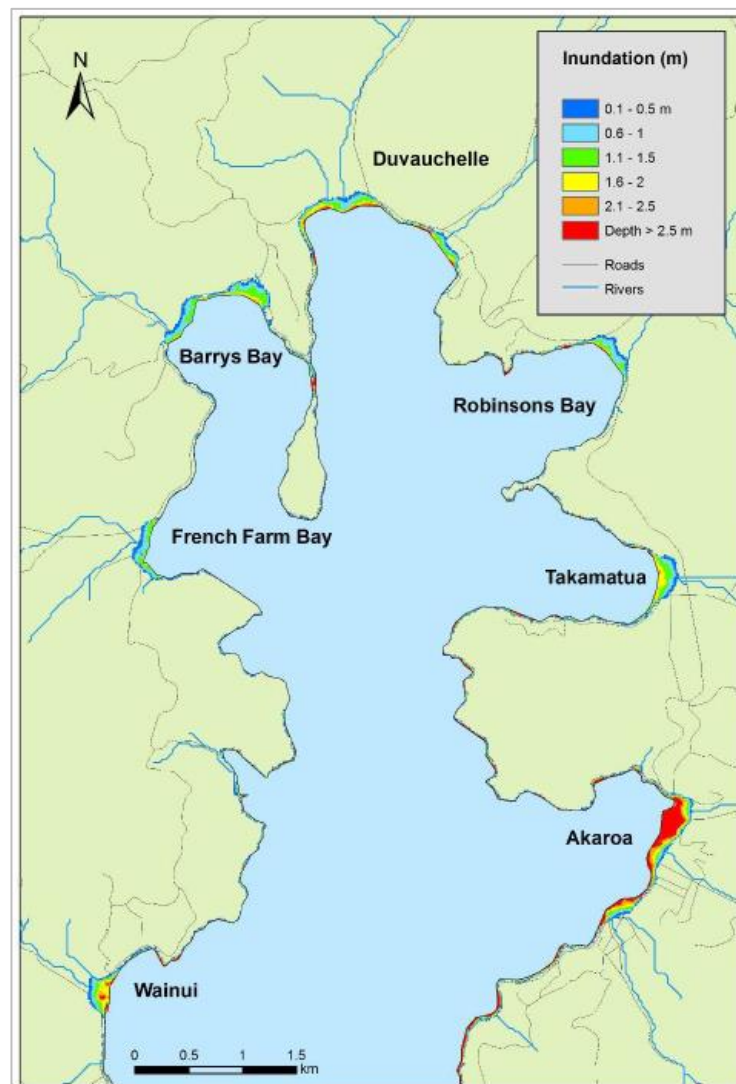 N
Inundation (m)
0.1 - 0.5 m
0.6 - 1
1.1 - 1.5
1.6 - 2
2.1 - 2.5
Depth > 2.5 m
Roads
Rivers
Duvauchelle
Barrys Bay
Robinsons Bay
French Farm Bay
Takamatua
Akaroa
Wainui
0 0.5 1 1.5
km